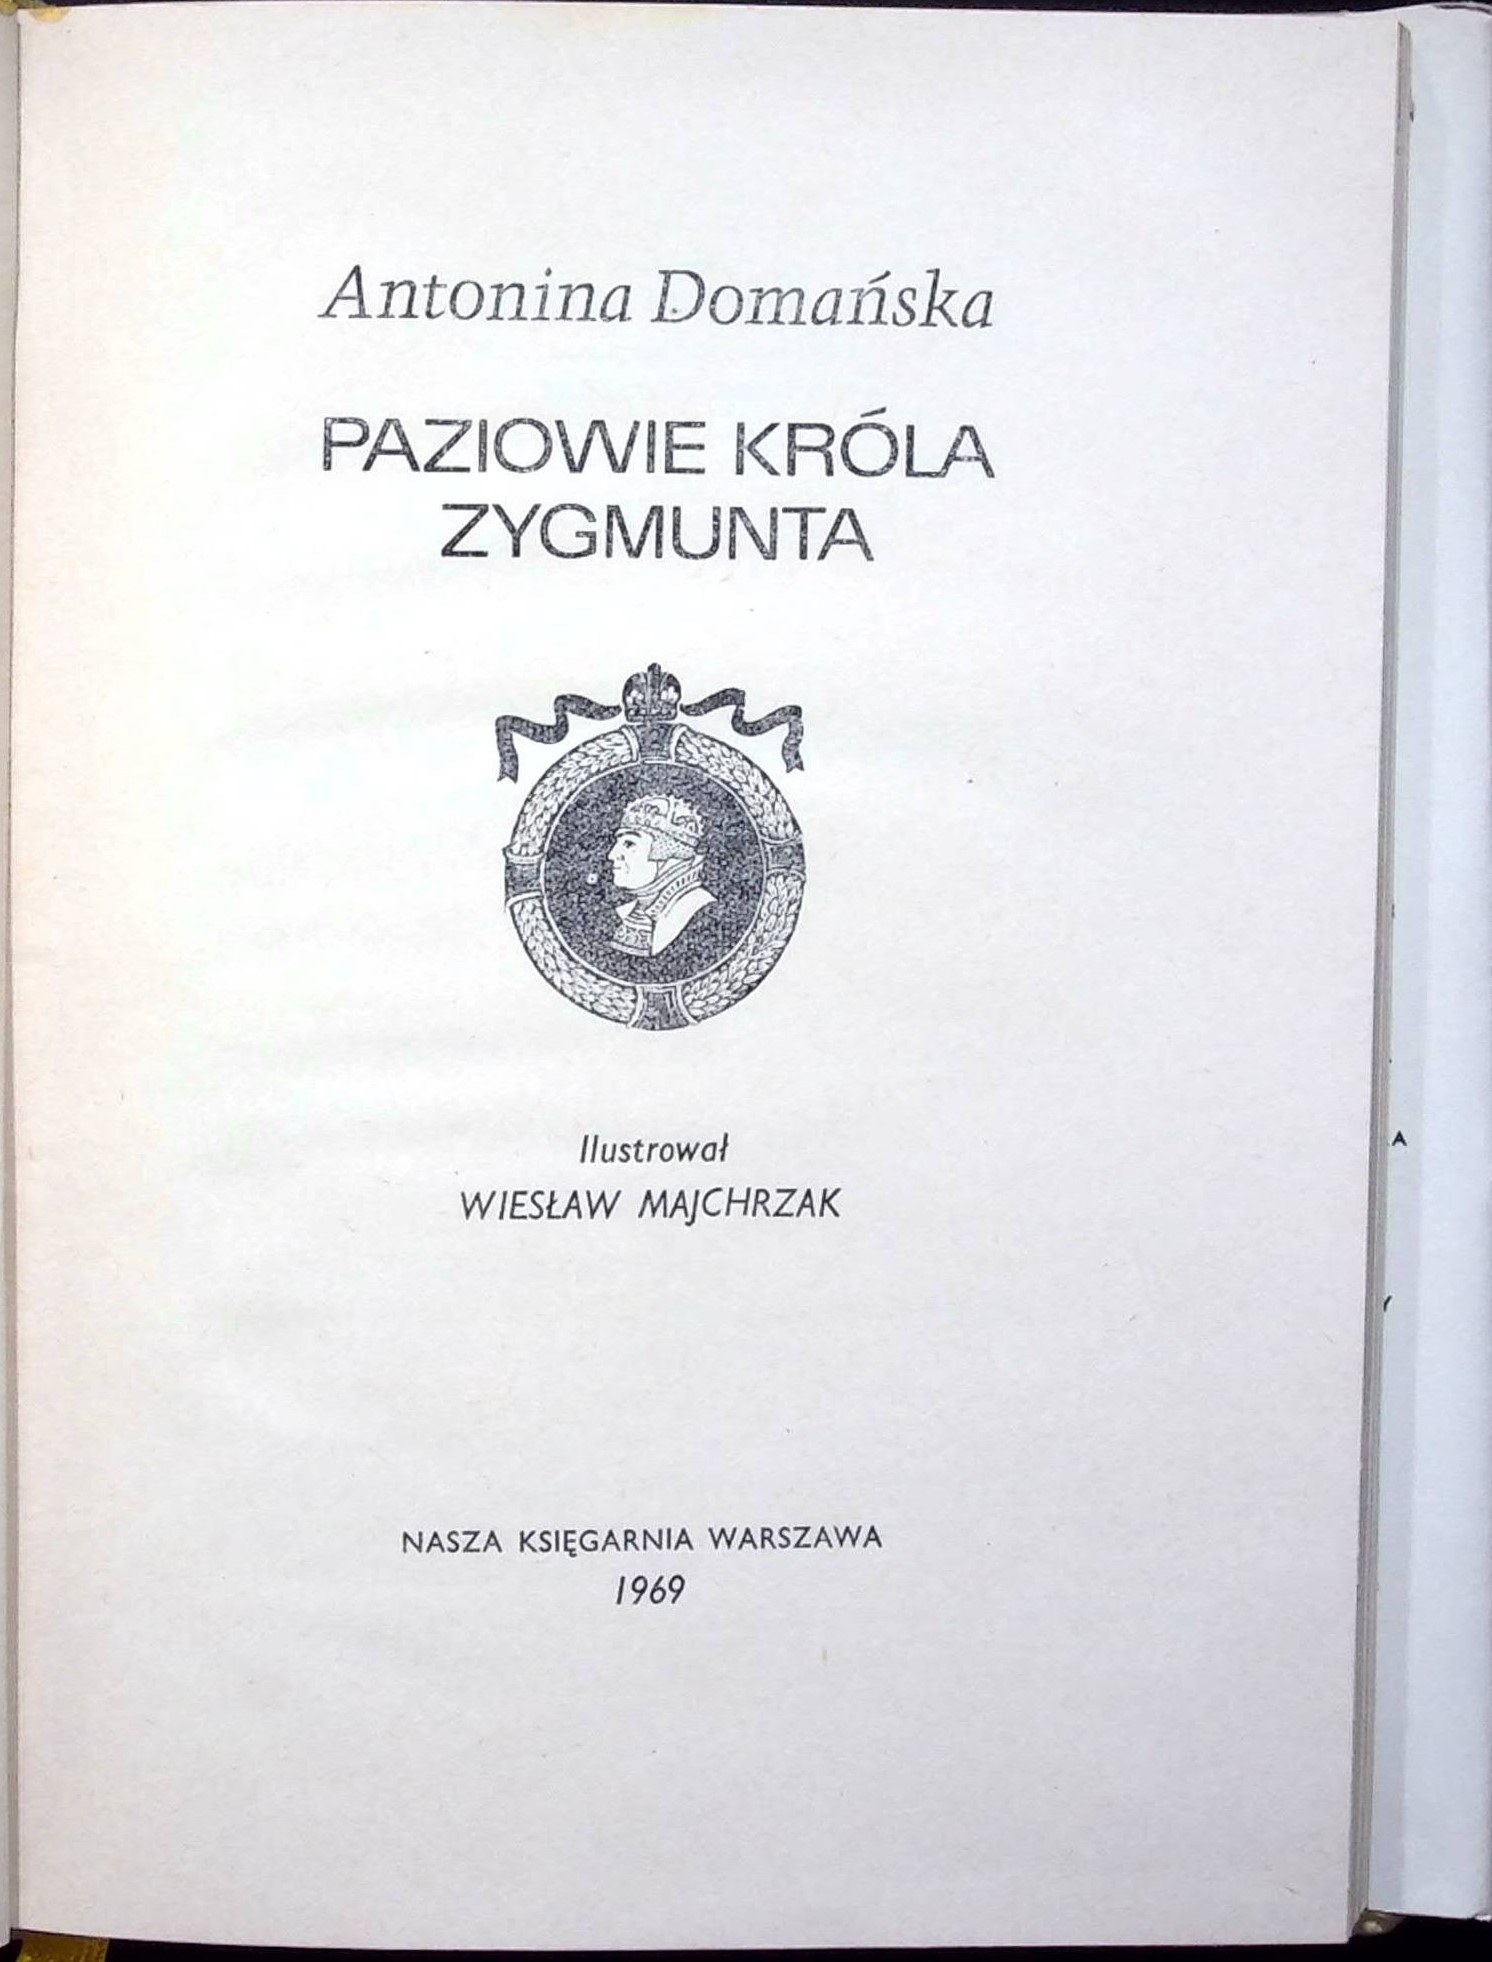 Antonina Domańska
PAZIOWIE KRÓLA
ZYGMUNTA
Ilustrował
WIESŁAW MAJCHRZAK
NASZA KSIĘGARNIA WARSZAWA
1969
A